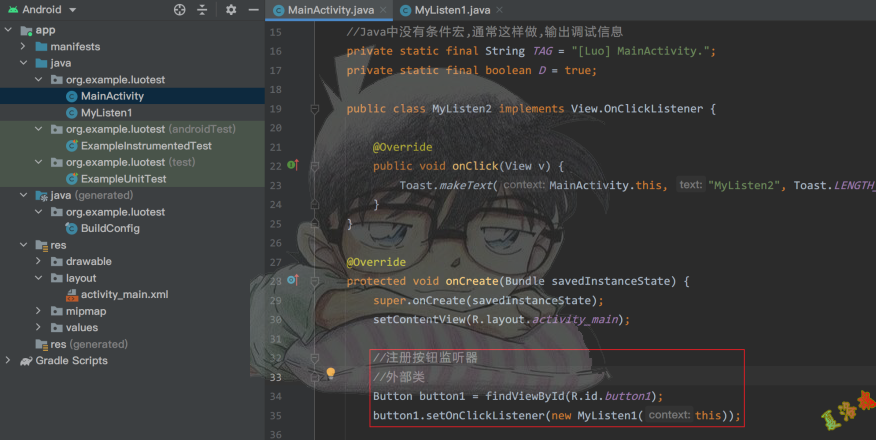 Android
MainActivity.java
MyListen1.java
app
manifests
java
org.example.luotest
MainActivity
MyListen1
org.example.luotest (androidTest)
ExampleInstrumentedTest
org.example.luotest (test)
ExampleUnitTest
java (generated)
org.example.luotest
BuildConfig
res
drawable
layout
activity_main.xml
mipmap
values
res (generated)
Gradle Scripts
15 //Java中没有条件宏,通常这样做,输出调试信息
16 private static final String TAG = "[Luo] MainActivity.";
17 private static final boolean D = true;
18
19 public class MyListen2 implements View.OnClickListener {
20
21 @Override
22 public void onClick(View v) {
23 Toast.makeText( context: MainActivity.this, text: "MyListen2", Toast.LENGTH_
24 }
25 }
26
27 @Override
28 protected void onCreate(Bundle savedInstanceState) {
29 super.onCreate(savedInstanceState);
30 setContentView(R.layout.activity_main);
31
32 //注册按钮监听器
33 //外部类
34 Button button1 = findViewById(R.id.button1);
35 button1.setOnClickListener(new MyListen1( context: this));
36